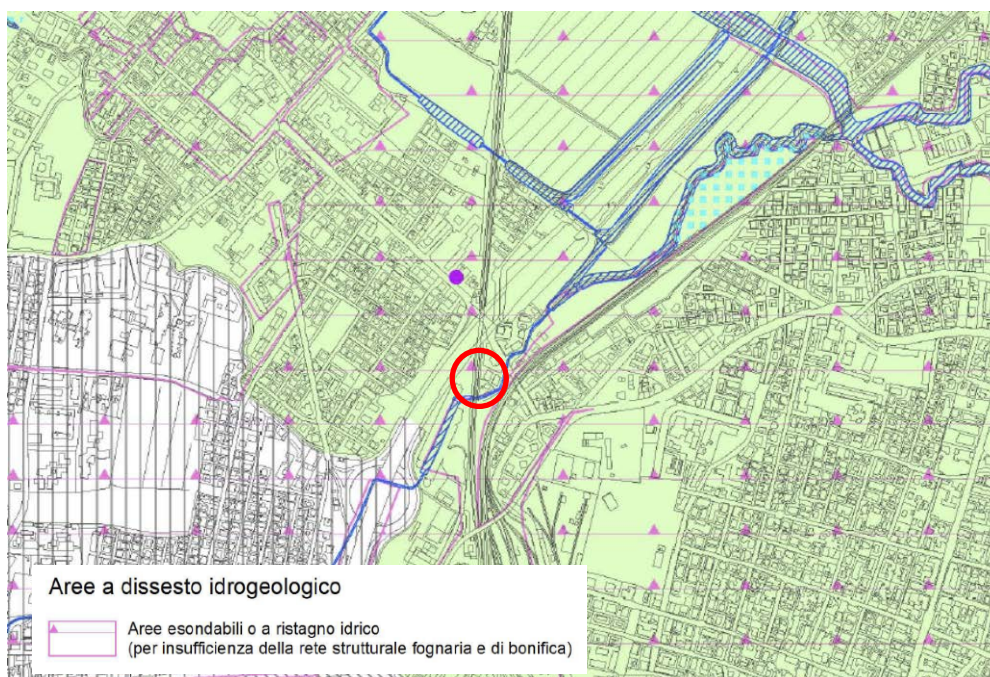 Aree a dissesto idrogeologico
Aree esondabili o a ristagno idrico
(per insufficienza della rete strutturale fognaria e di bonifica)